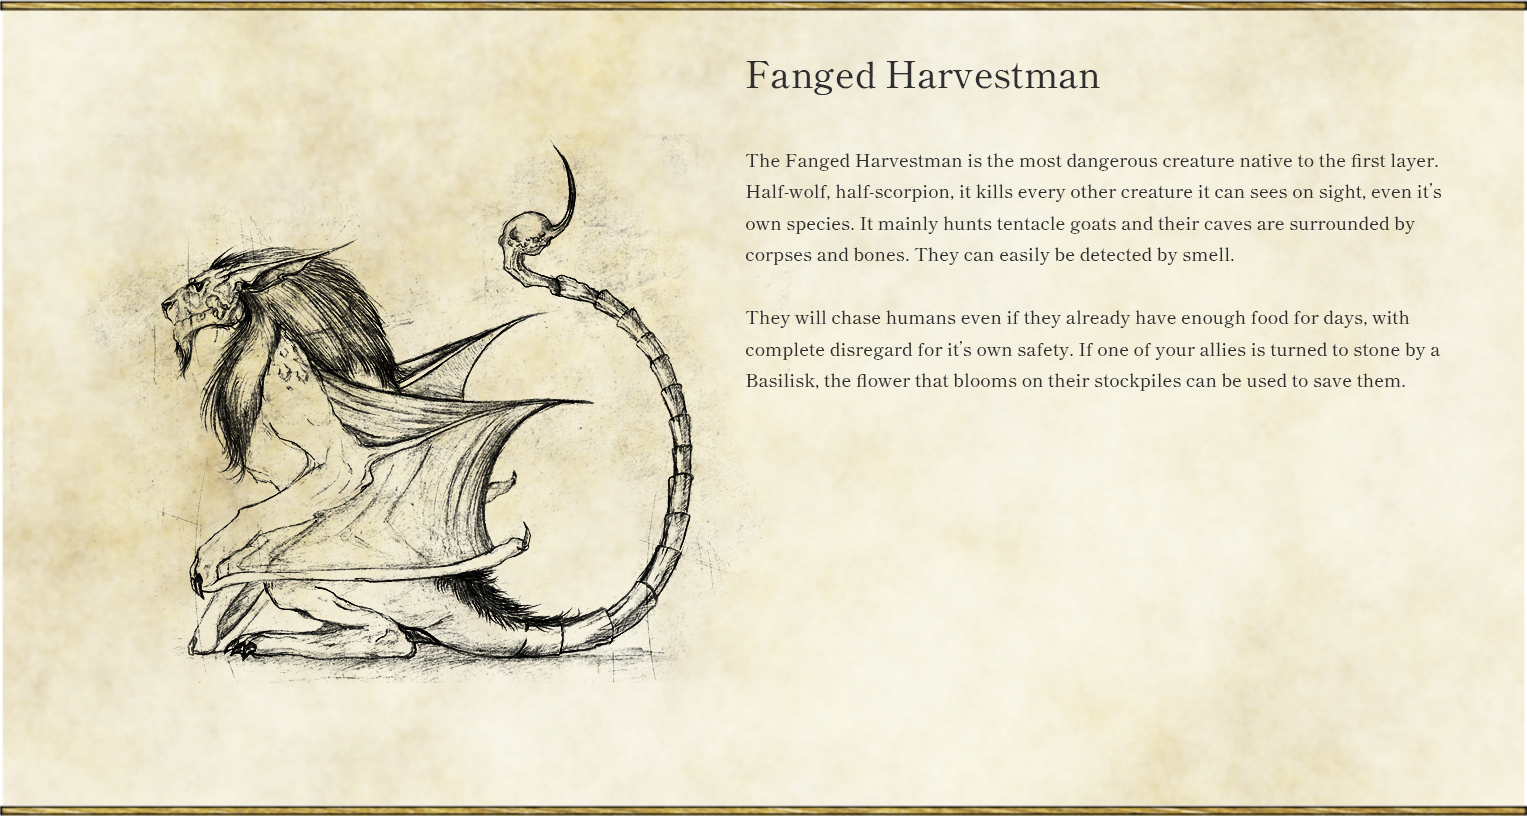 Fanged Harvestman
The Fanged Harvestman is the most dangerous creature native to the first layer.
Half-wolf, half-scorpion, it kills every other creature it can sees on sight, even it's
own species. It mainly hunts tentacle goats and their caves are surrounded by
corpses and bones. They can easily be detected by smell.
They will chase humans even if they already have enough food for days, with
complete disregard for it's own safety. If one of your allies is turned to stone by a
Basilisk, the flower that blooms on their stockpiles can be used to save them.